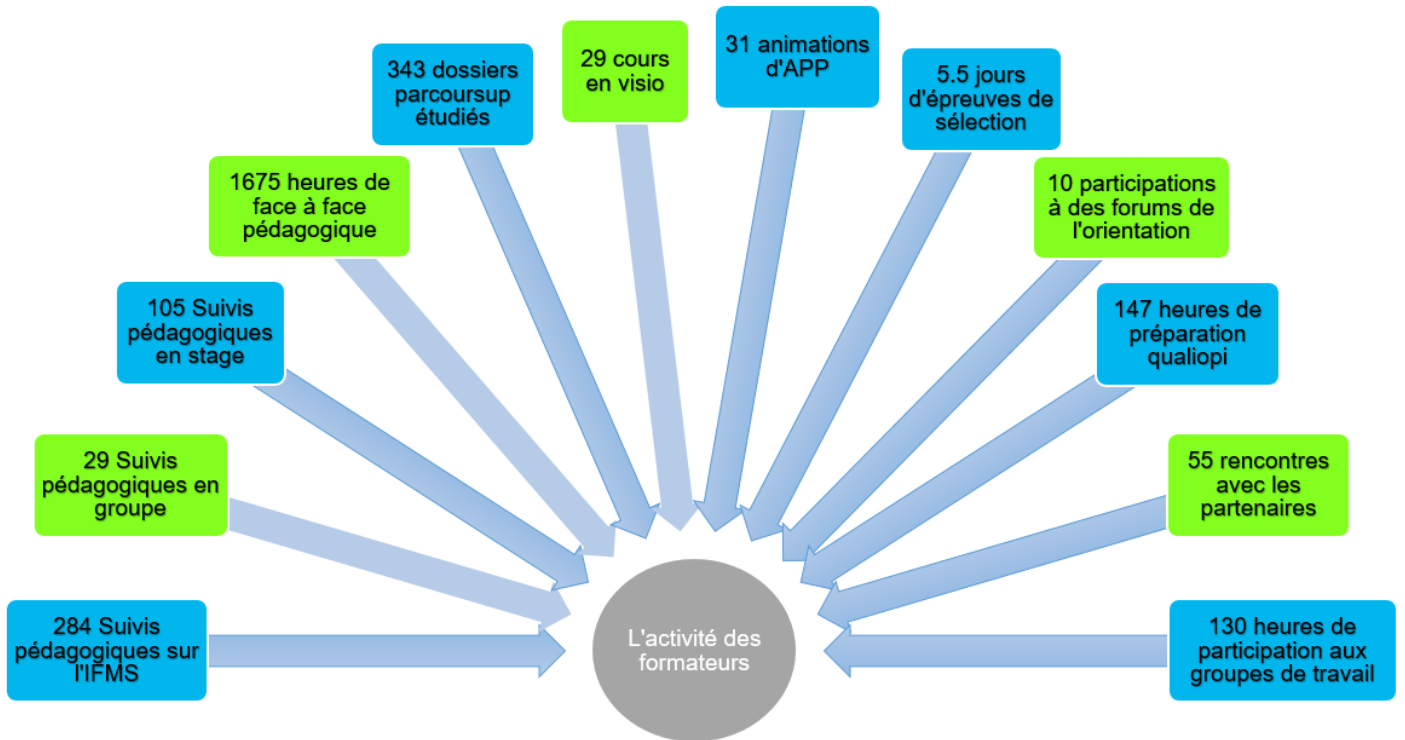 284 Suivis
pédagogiques sur
l'IFMS
29 Suivis
pédagogiques en
groupe
105 Suivis
pédagogiques
en stage
1675 heures de
face à face
pédagogique
343 dossiers
parcoursup
étudiés
29 cours
en visio
31 animations
d'APP
5.5 jours
d'épreuves de
sélection
10 participations
à des forums de
l'orientation
147 heures de
préparation
qualiopi
55 rencontres
avec les
partenaires
130 heures de
participation aux
groupes de travail
L'activité des
formateurs